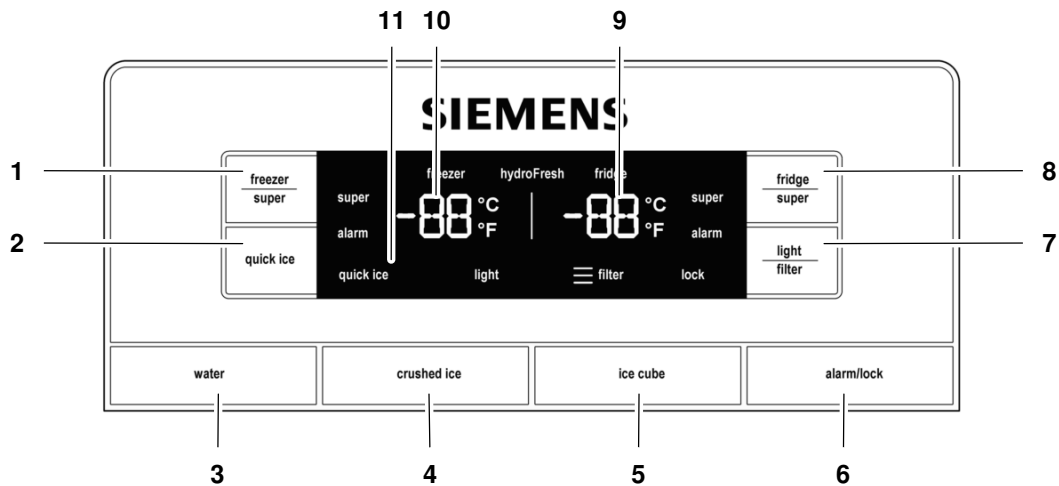 11 10 9
SIEMENS
1
freezer
super
2
quick ice
freezer hydroFresh fridge
super -88 °C °F -88 °C °F super
alarm alarm
quick ice light filter lock
fridge
super
8
light
filter
7
water crushed ice ice cube alarm/lock
3 4 5 6